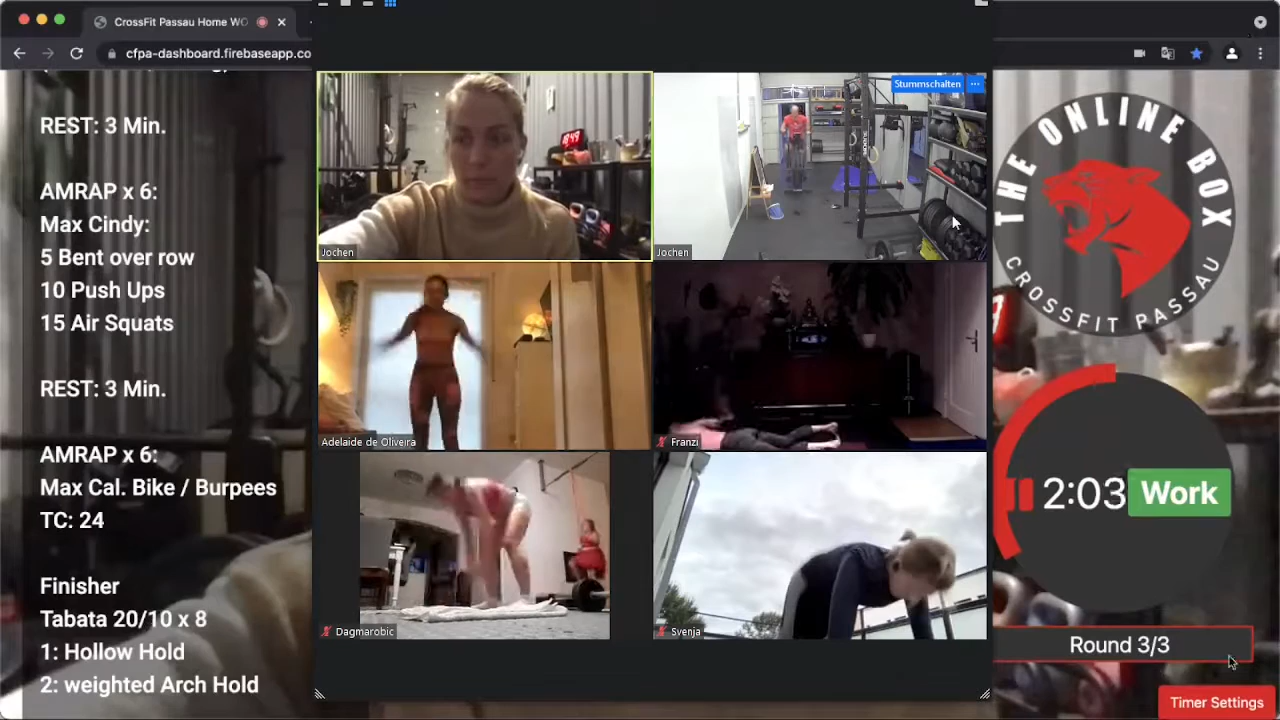 CrossFit Passau Home WO
cfpa-dashboard.firebaseapp.co
REST: 3 Min.
AMRAP x 6:
Max Cindy:
5 Bent over row
10 Push Ups
15 Air Squats
REST: 3 Min.
AMRAP x 6:
Max Cal. Bike / Burpees
TC: 24
Finisher
Tabata 20/10 x 8
1: Hollow Hold
2: weighted Arch Hold
Stummschalten
Jochen
Jochen
Adelaide de Oliveira
Franzi
Dagmarobic
Svenja
THE ONLINE BOX
CROSSFIT PASSAU
2:03 Work
Round 3/3
Timer Settings